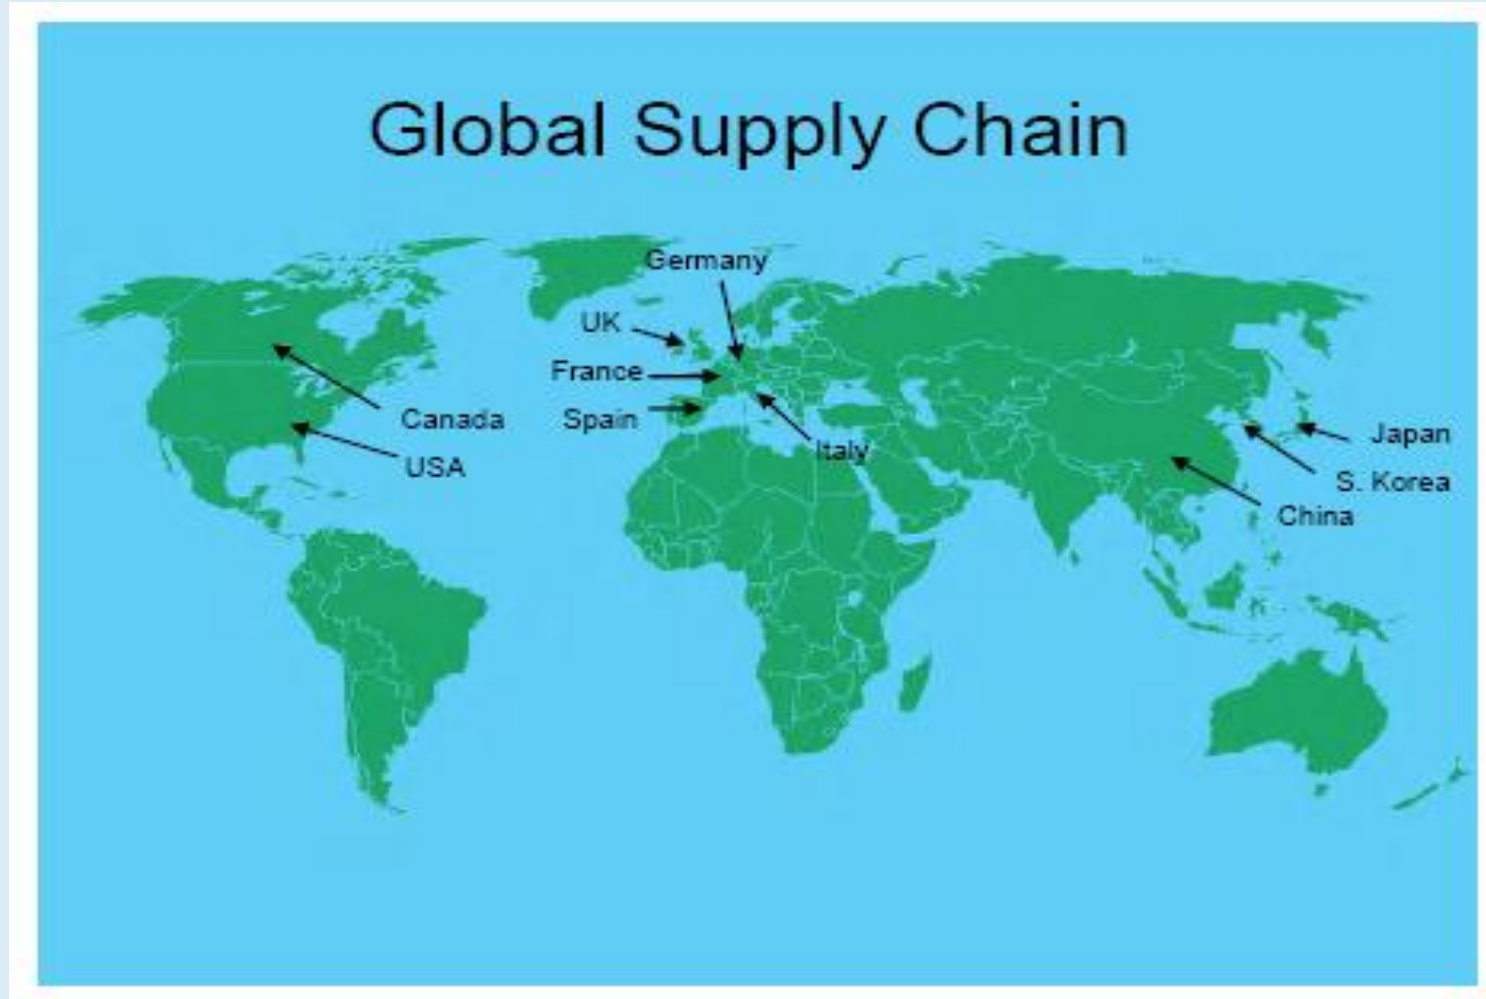 Global Supply Chain
Germany
UK
France
Spain
Italy
Canada
USA
Japan
S. Korea
China